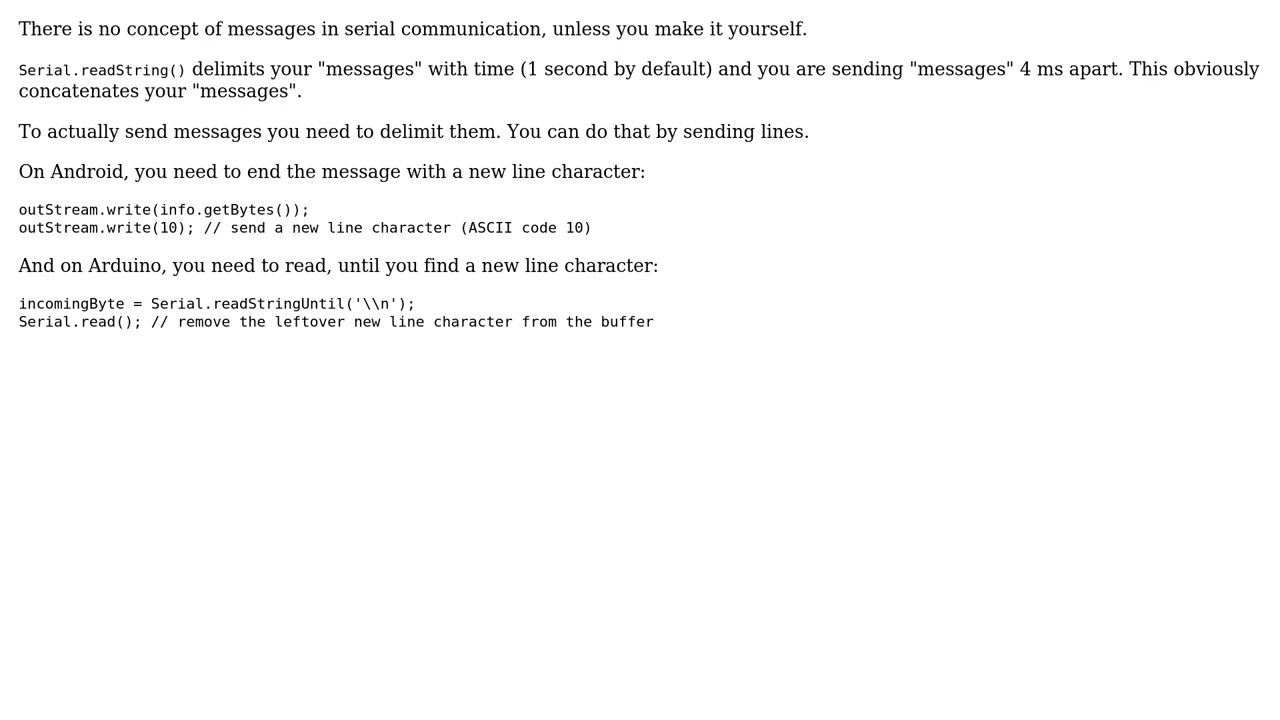 There is no concept of messages in serial communication, unless you make it yourself.
Serial.readString() delimits your "messages" with time (1 second by default) and you are sending "messages" 4 ms apart. This obviously
concatenates your "messages".
To actually send messages you need to delimit them. You can do that by sending lines.
On Android, you need to end the message with a new line character:
outStream.write(info.getBytes());
outStream.write(10); // send a new line character (ASCII code 10)
And on Arduino, you need to read, until you find a new line character:
incomingByte = Serial.readStringUntil('\\n');
Serial.read(); // remove the leftover new line character from the buffer